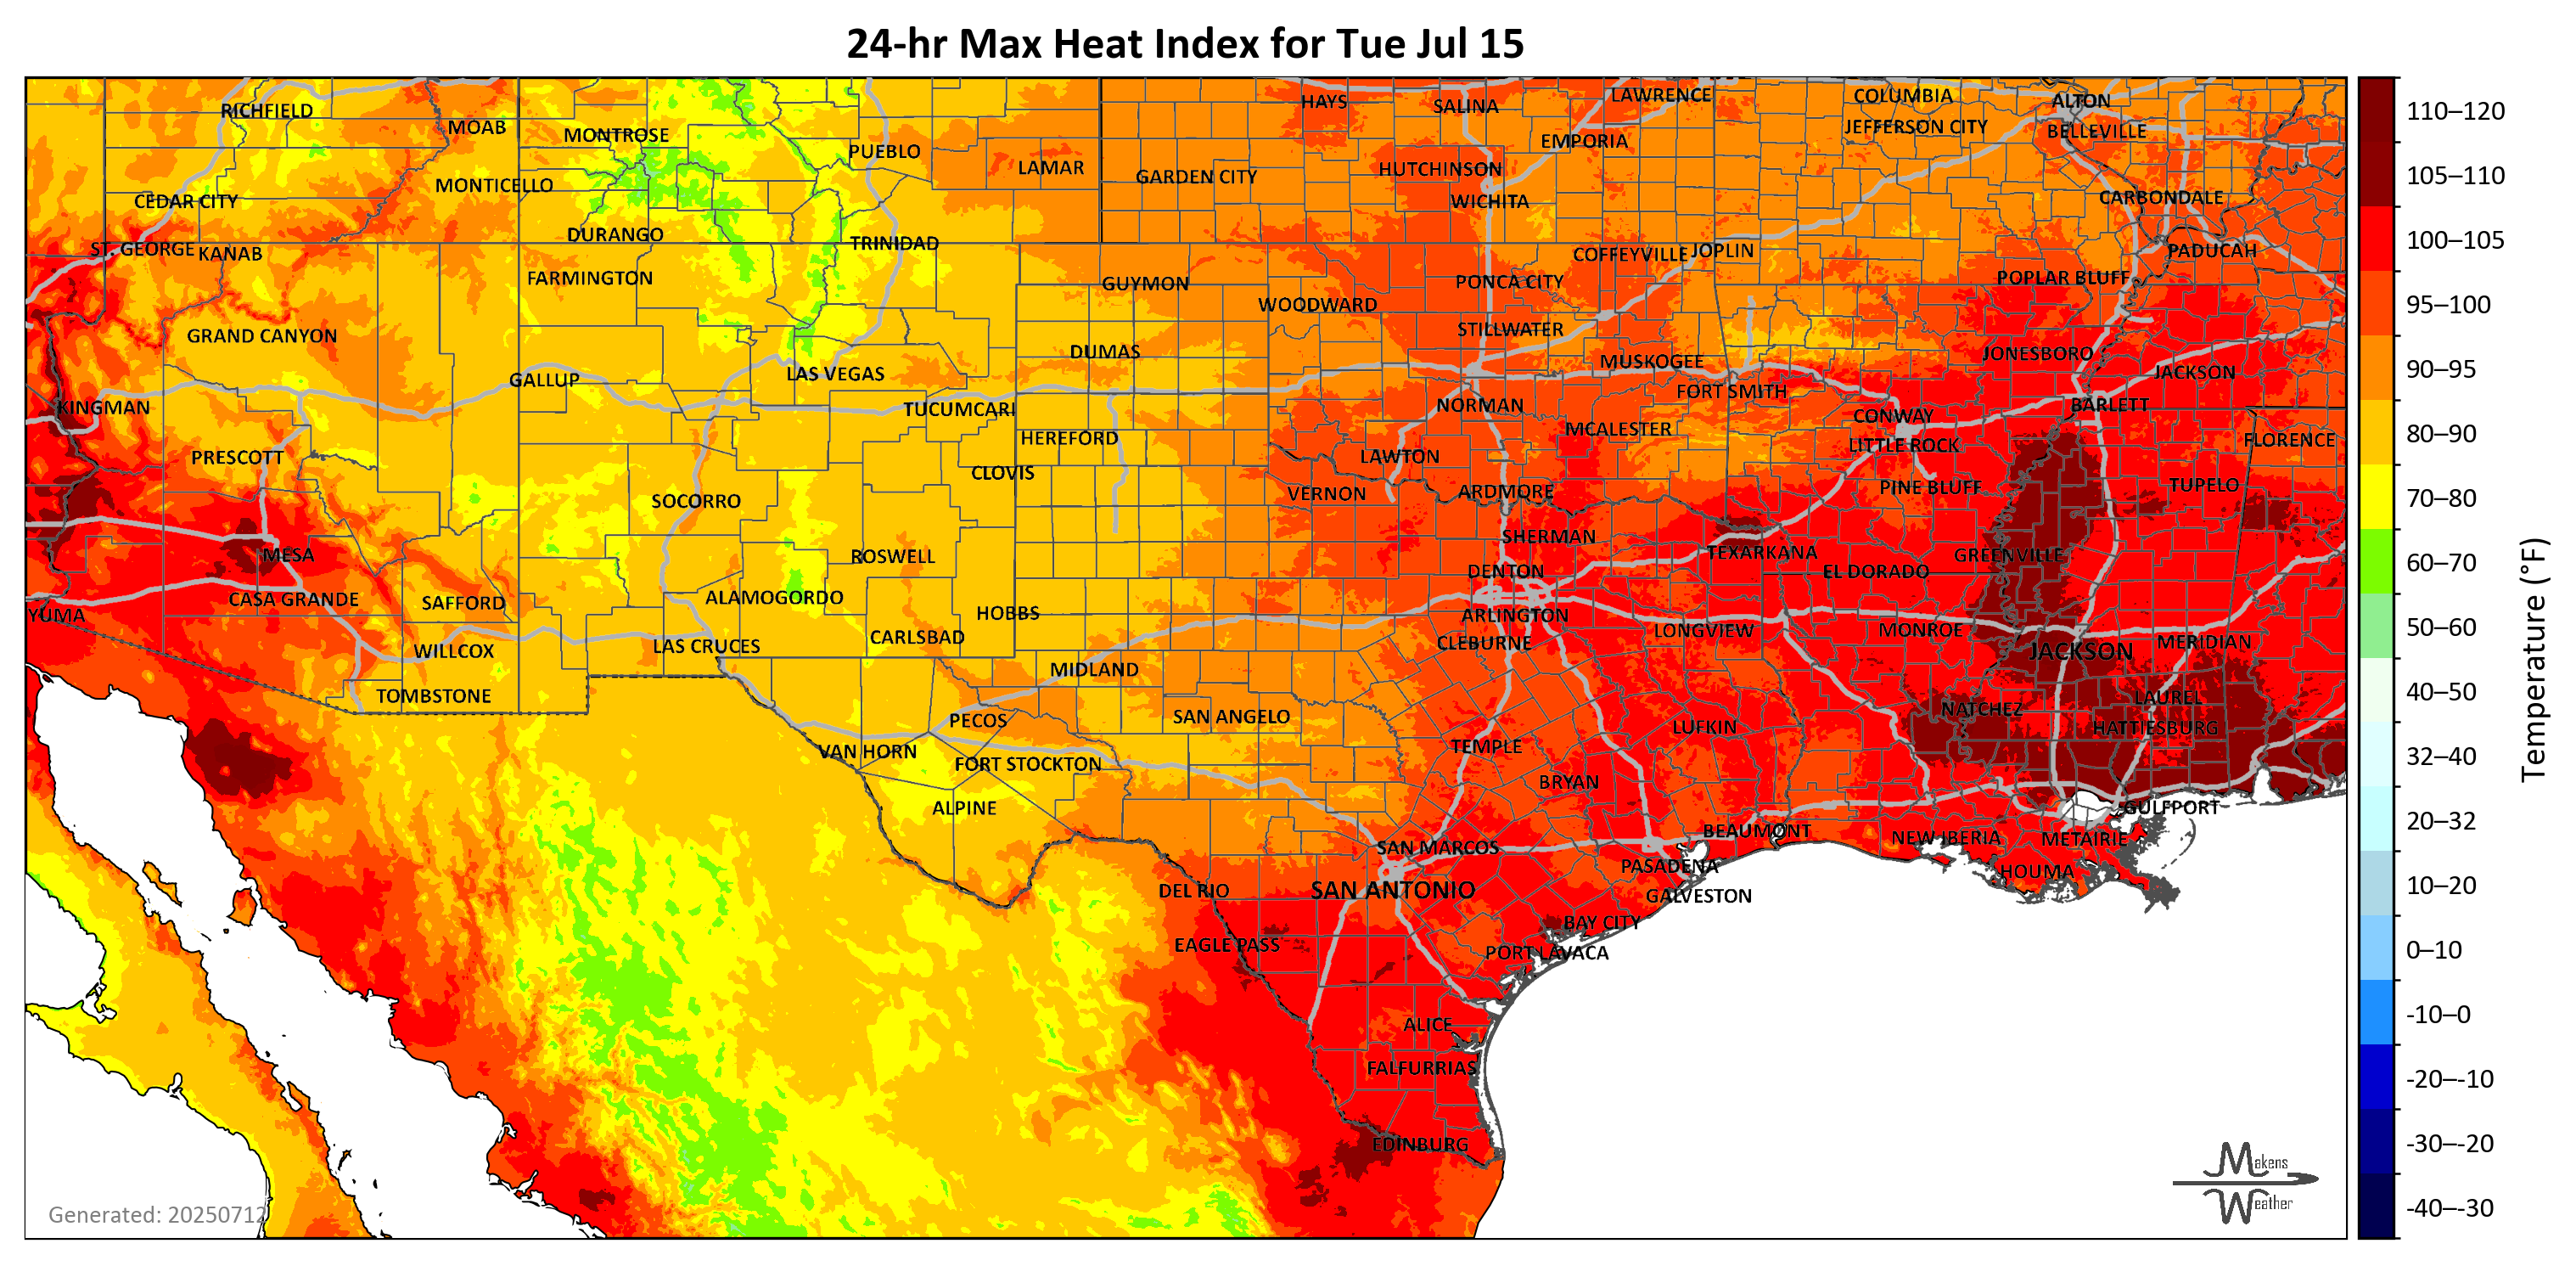 24-hr Max Heat Index for Tue Jul 15
RICHFIELD
MOAB
MONTROSE
PUEBLO
LAMAR
HAYS
SALINA
LAWRENCE
COLUMBIA
ALTON
JEFFERSON CITY
BELLEVILLE
EMPORIA
MONTICELLO
GARDEN CITY
HUTCHINSON
CEDAR CITY
WICHITA
CARBONDALE
DURANGO
TRINIDAD
ST. GEORGE
KANAB
COFFEYVILLE
JOPLIN
PADUCAH
FARMINGTON
GUYMON
PONCA CITY
POPLAR BLUFF
WOODWARD
GRAND CANYON
STILLWATER
DUMAS
MUSKOGEE
JONESBORO
GALLUP
LAS VEGAS
FORT SMITH
JACKSON
KINGMAN
TUCUMCARI
NORMAN
CONWAY
BARLETT
HEREFORD
MCALESTER
LITTLE ROCK
FLORENCE
PRESCOTT
CLOVIS
LAWTON
SOCORRO
VERNON
ARDMORE
PINE BLUFF
TUPELO
MESA
ROSWELL
SHERMAN
TEXARKANA
GREENVILLE
DENTON
EL DORADO
CASA GRANDE
SAFFORD
ALAMOGORDO
HOBBS
YUMA
ARLINGTON
WILLCOX
LAS CRUCES
CARLSBAD
CLEBURNE
LONGVIEW
MONROE
JACKSON
MERIDIAN
MIDLAND
TOMBSTONE
PECOS
SAN ANGELO
LUFKIN
NATCHEZ
LAUREL
HATTIESBURG
VAN HORN
FORT STOCKTON
TEMPLE
BRYAN
ALPINE
GULFPORT
SAN MARCOS
BEAUMONT
NEW IBERIA
METAIRIE
DEL RIO
SAN ANTONIO
PASADENA
HOUMA
GALVESTON
EAGLE PASS
BAY CITY
PORT LAVACA
ALICE
FALFURRIAS
EDINBURG
Generated: 20250712
Makens
Weather
110–120
105–110
100–105
95–100
90–95
80–90
70–80
60–70
50–60
40–50
32–40
20–32
10–20
0–10
-10–0
-20–-10
-30–-20
-40–-30
Temperature (°F)